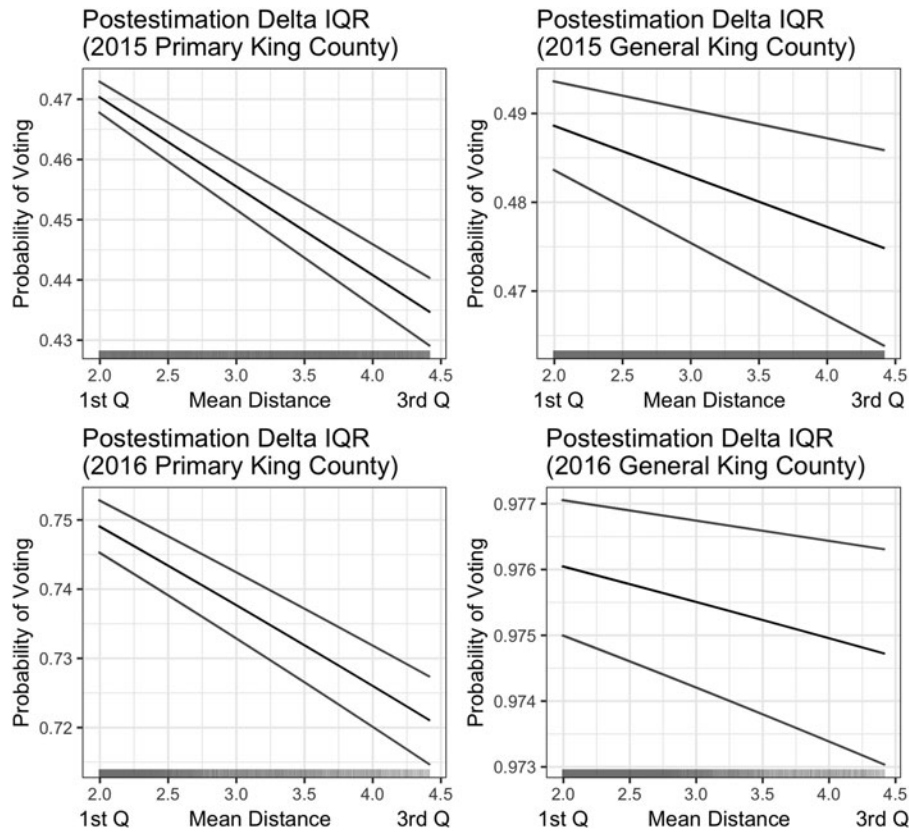 Postestimation Delta IQR
(2015 Primary King County)
Probability of Voting
0.47
0.46
0.45
0.44
0.43
2.0 2.5 3.0 3.5 4.0 4.5
1st Q Mean Distance 3rd Q
Postestimation Delta IQR
(2015 General King County)
Probability of Voting
0.49
0.48
0.47
2.0 2.5 3.0 3.5 4.0 4.5
1st Q Mean Distance 3rd Q
Postestimation Delta IQR
(2016 Primary King County)
Probability of Voting
0.75
0.74
0.73
0.72
2.0 2.5 3.0 3.5 4.0 4.5
1st Q Mean Distance 3rd Q
Postestimation Delta IQR
(2016 General King County)
Probability of Voting
0.977
0.976
0.975
0.974
0.973
2.0 2.5 3.0 3.5 4.0 4.5
1st Q Mean Distance 3rd Q